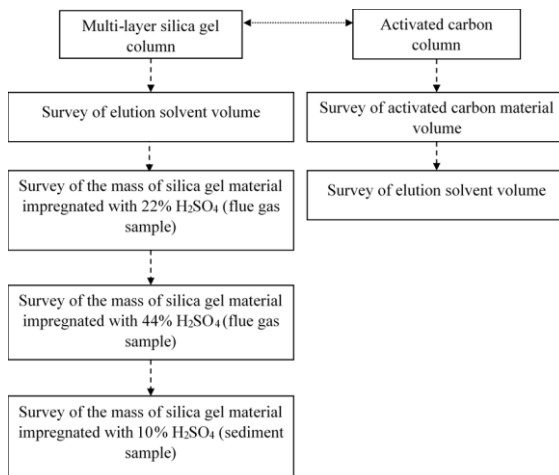 Multi-layer silica gel
column
Activated carbon
column
Survey of elution solvent volume
Survey of activated carbon material
volume
Survey of the mass of silica gel material
impregnated with 22% H₂SO₄ (flue gas
sample)
Survey of elution solvent volume
Survey of the mass of silica gel material
impregnated with 44% H₂SO₄ (flue gas
sample)
Survey of the mass of silica gel material
impregnated with 10% H₂SO₄ (sediment
sample)